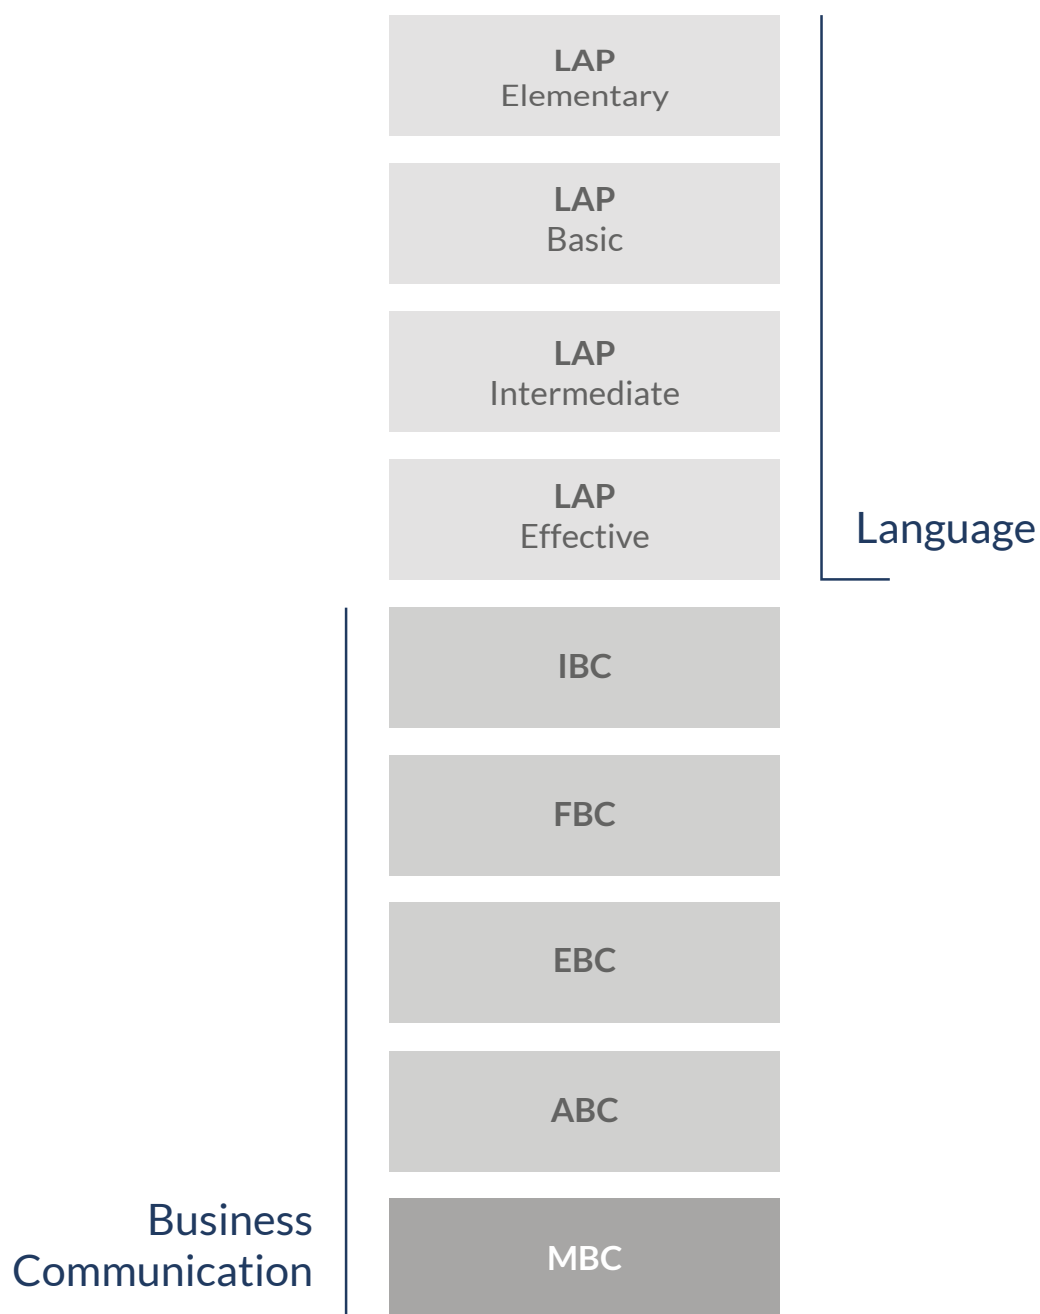 LAP
Elementary
LAP
Basic
LAP
Intermediate
LAP
Effective
Language
IBC
FBC
EBC
ABC
Business
Communication
MBC